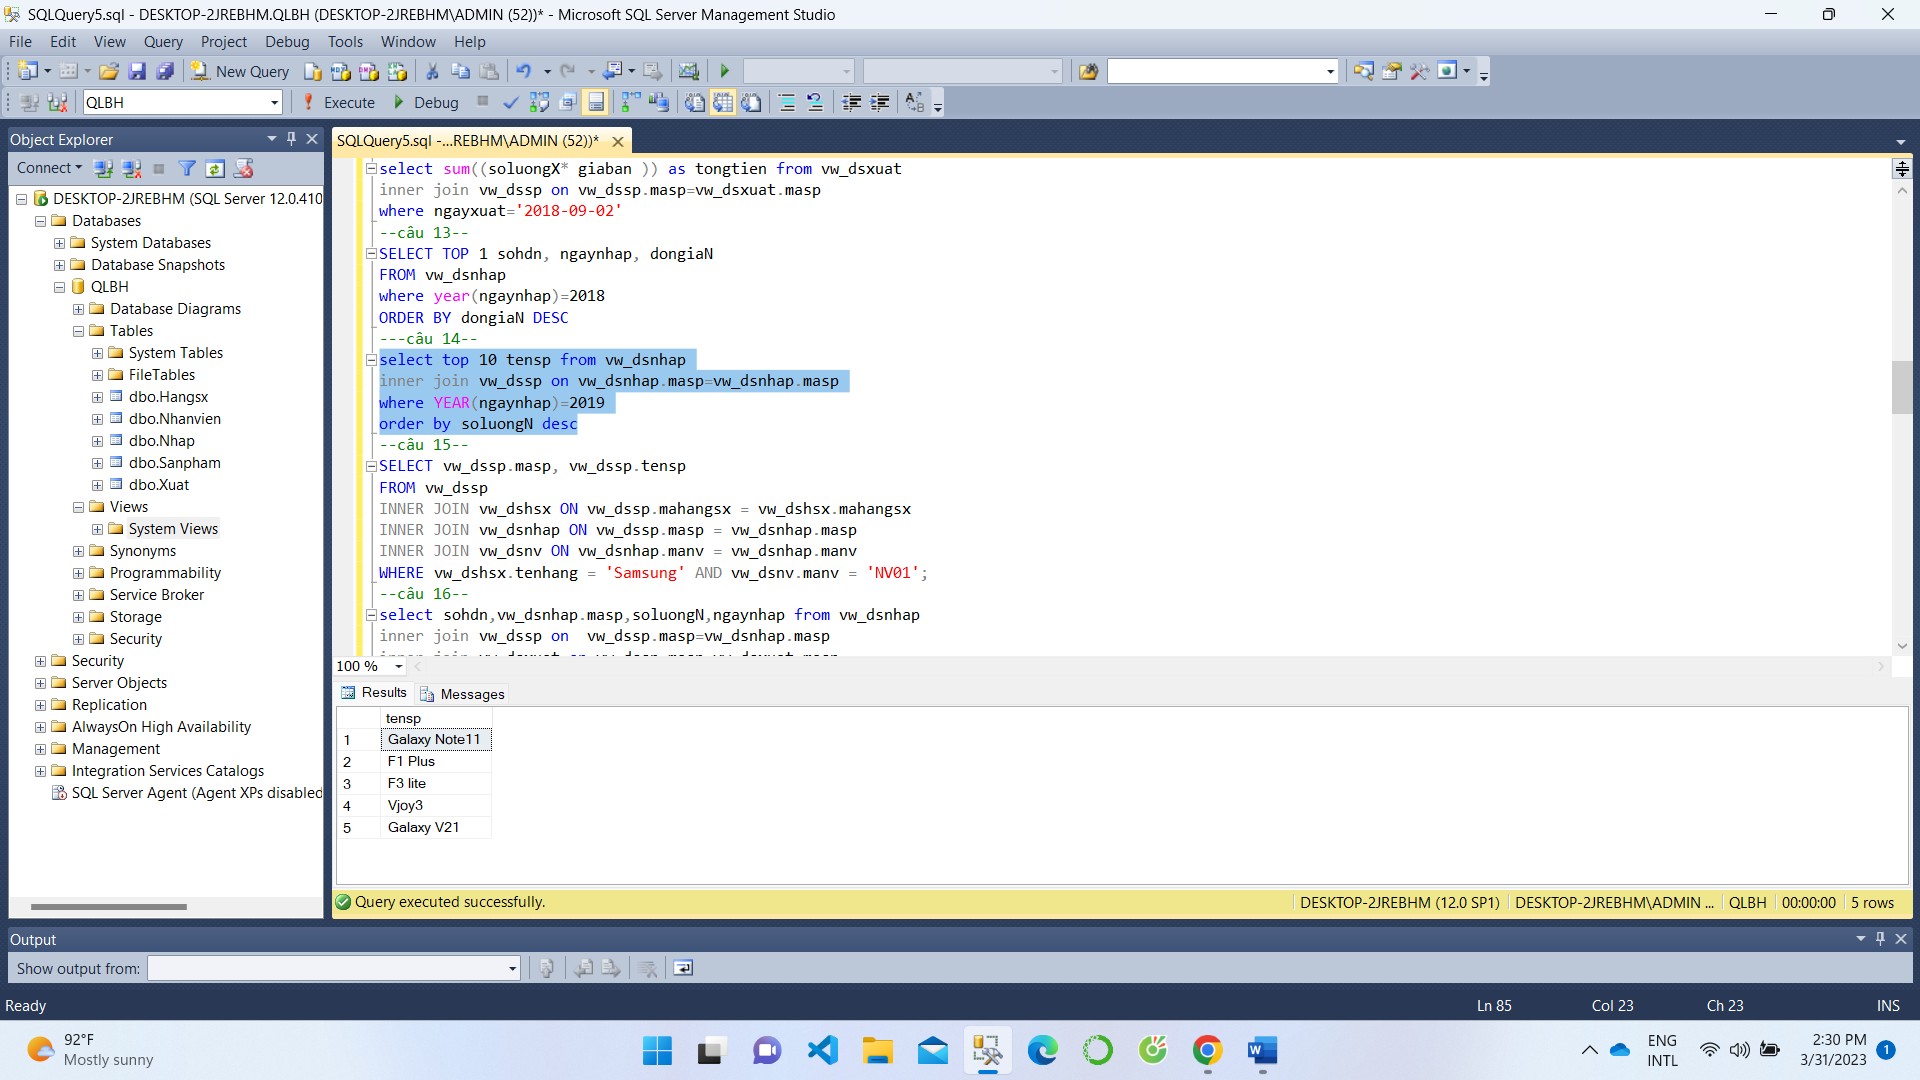 SQLQuery5.sql - DESKTOP-2JREBHM.QLBH (DESKTOP-2JREBHM\ADMIN (52))* - Microsoft SQL Server Management Studio
File Edit View Query Project Debug Tools Window Help
New Query
QLBH Execute Debug
Object Explorer
Connect
DESKTOP-2JREBHM (SQL Server 12.0.410
Databases
System Databases
Database Snapshots
QLBH
Database Diagrams
Tables
System Tables
FileTables
dbo.Hangsx
dbo.Nhanvien
dbo.Nhap
dbo.Sanpham
dbo.Xuat
Views
System Views
Synonyms
Programmability
Service Broker
Storage
Security
Security
Server Objects
Replication
AlwaysOn High Availability
Management
Integration Services Catalogs
SQL Server Agent (Agent XPs disabled
SQLQuery5.sql -...REBHM\ADMIN (52))*
select sum((soluongX* giaban )) as tongtien from vw_dsxuat
inner join vw_dssp on vw_dssp.masp=vw_dsxuat.masp
where ngayxuat='2018-09-02'
--câu 13--
SELECT TOP 1 sohdn, ngaynhap, dongiaN
FROM vw_dsnhap
where year(ngaynhap)=2018
ORDER BY dongiaN DESC
---câu 14--
select top 10 tensp from vw_dsnhap
inner join vw_dssp on vw_dsnhap.masp=vw_dsnhap.masp
where YEAR(ngaynhap)=2019
order by soluongN desc
--câu 15--
SELECT vw_dssp.masp, vw_dssp.tensp
FROM vw_dssp
INNER JOIN vw_dshsx ON vw_dssp.mahangsx = vw_dshsx.mahangsx
INNER JOIN vw_dsnhap ON vw_dssp.masp = vw_dsnhap.masp
INNER JOIN vw_dsnv ON vw_dsnhap.manv = vw_dsnhap.manv
WHERE vw_dshsx.tenhang = 'Samsung' AND vw_dsnv.manv = 'NV01';
--câu 16--
select sohdn,vw_dsnhap.masp,soluongN,ngaynhap from vw_dsnhap
inner join vw_dssp on  vw_dssp.masp=vw_dsnhap.masp
100 %
Results Messages
tensp
1 Galaxy Note11
2 F1 Plus
3 F3 lite
4 Vjoy3
5 Galaxy V21
Query executed successfully. DESKTOP-2JREBHM (12.0 SP1) DESKTOP-2JREBHM\ADMIN ... QLBH 00:00:00 5 rows
Output
Show output from:
Ready Ln 85 Col 23 Ch 23 INS
92°F
Mostly sunny
ENG
INTL
2:30 PM
3/31/2023
1